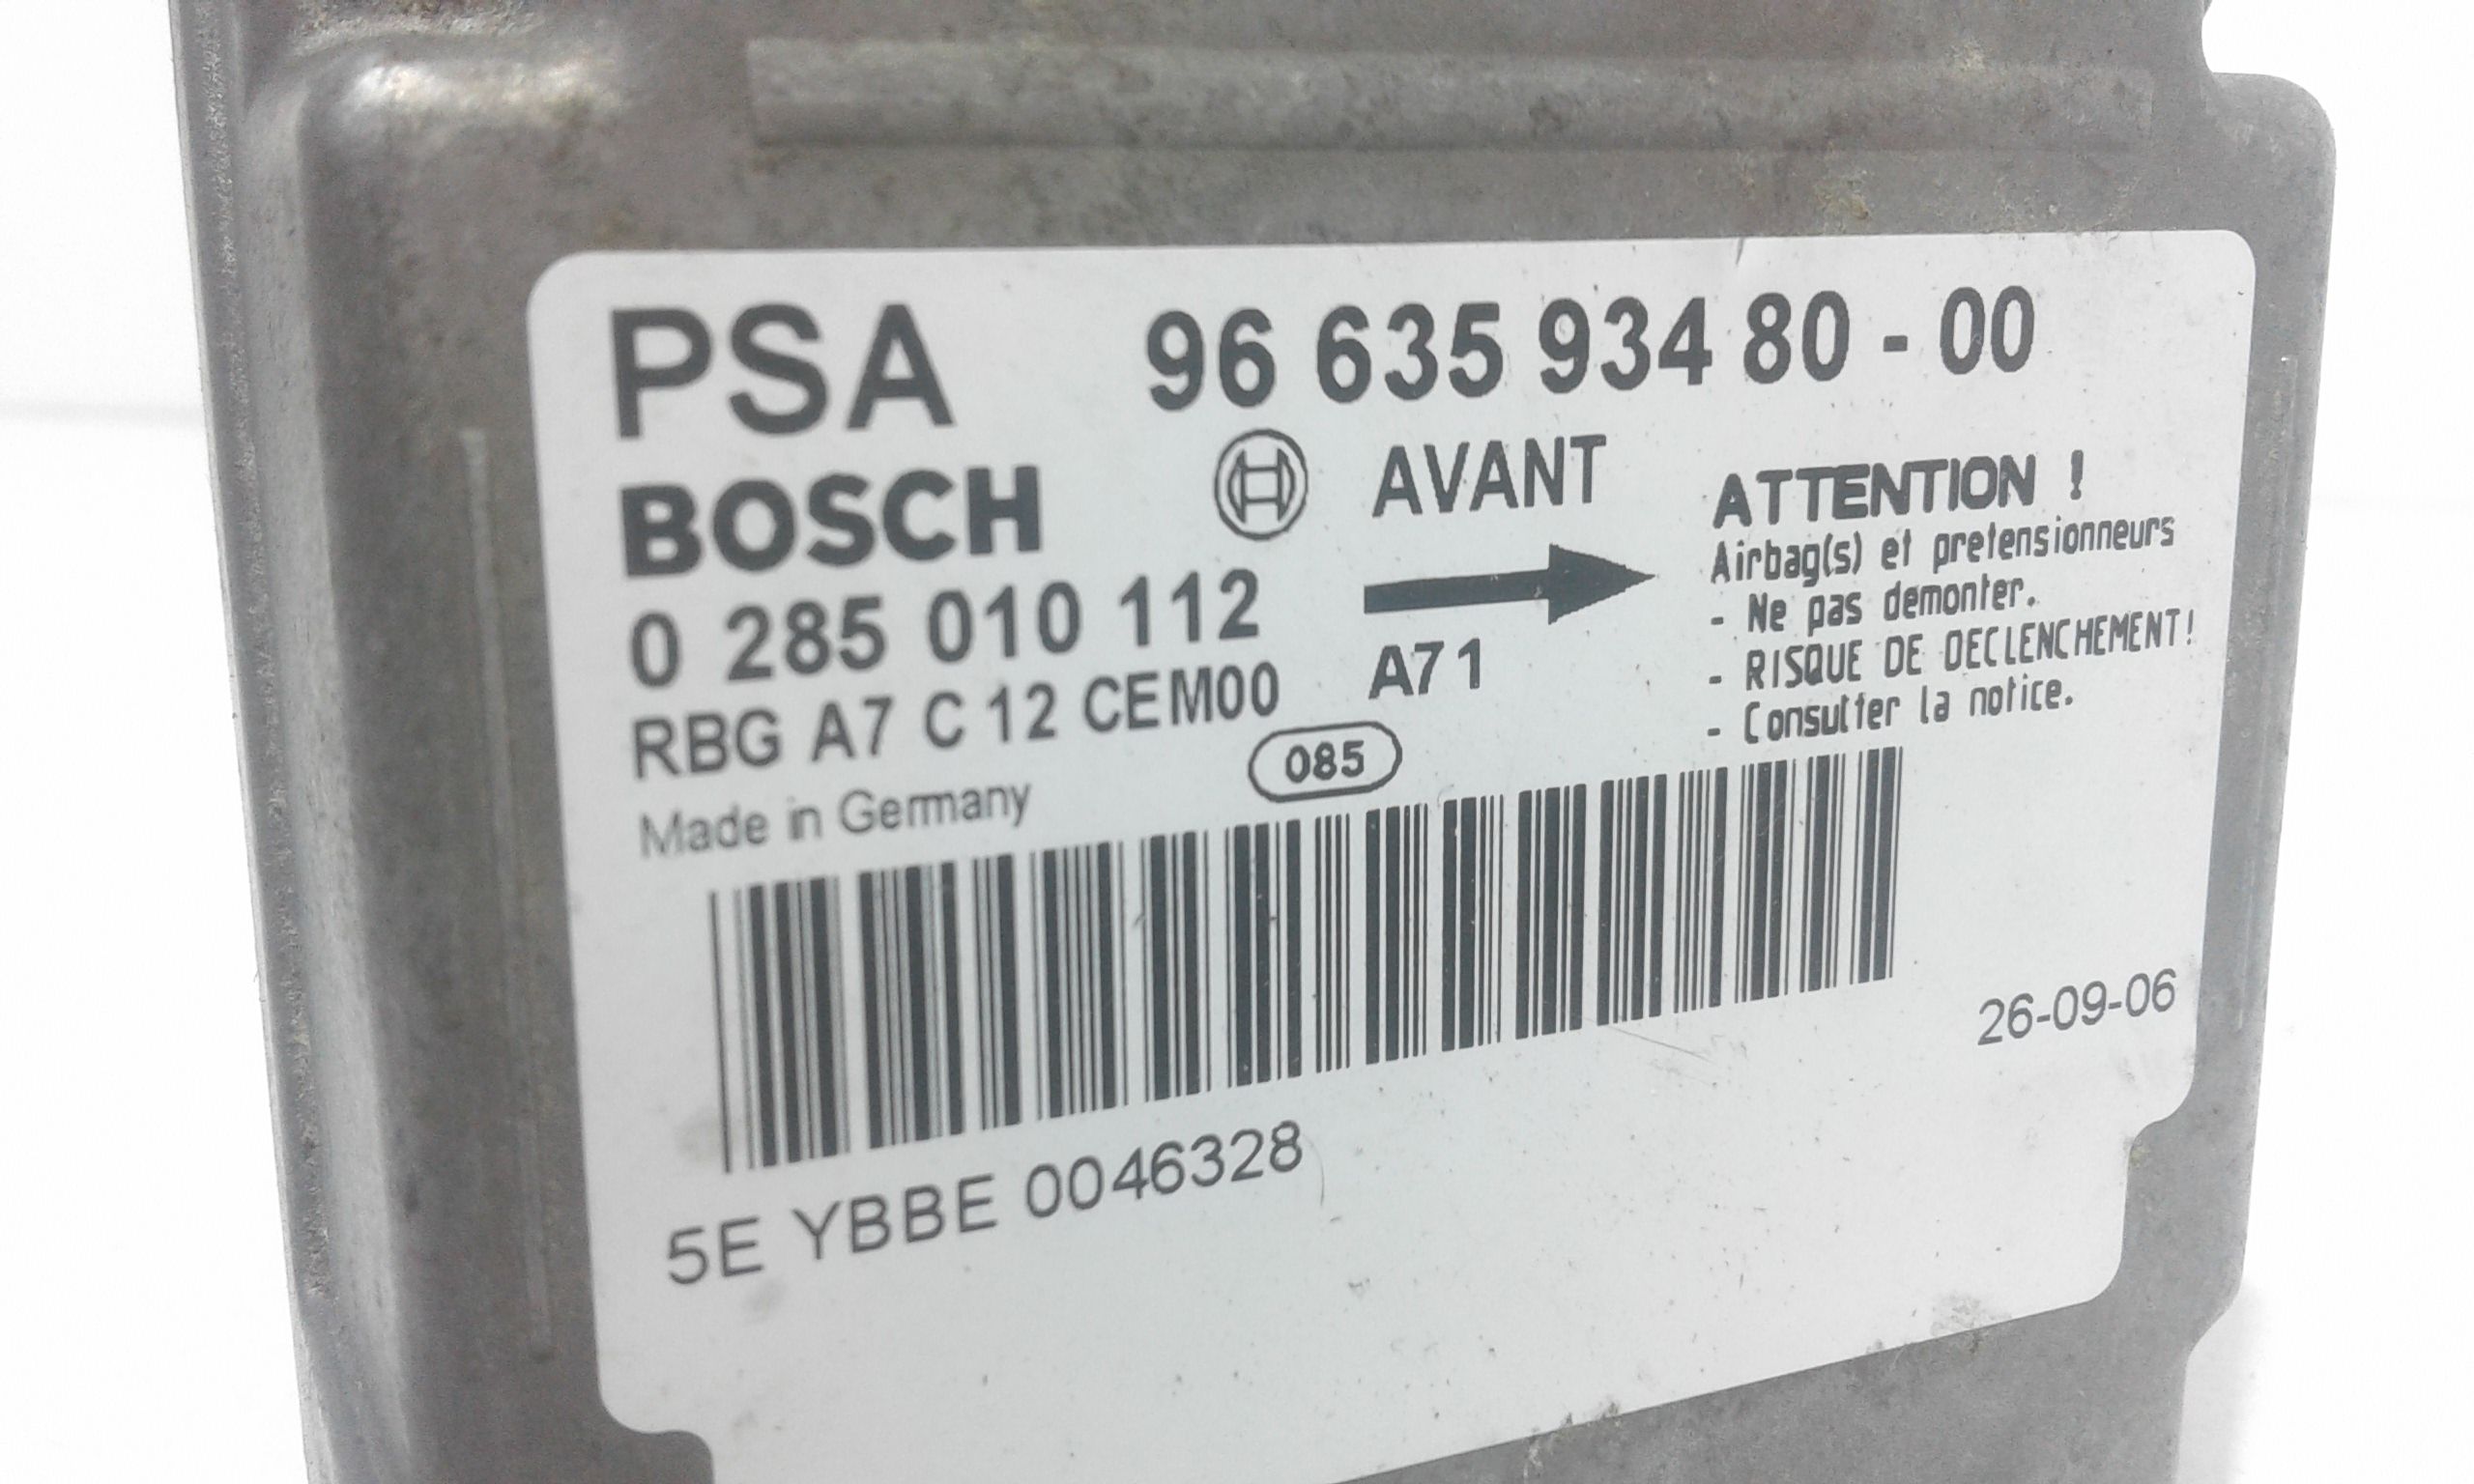 PSA 96 635 934 80 - 00
BOSCH AVANT
0 285 010 112
RBG A7 C 12 CEM00 A71
085
Made in Germany
ATTENTION !
Airbag(s) et pretensionneurs
- Ne pas demonter.
- RISQUE DE DECLENCHEMENT!
- Consulter la notice.
26-09-06
5E YBBE 0046328